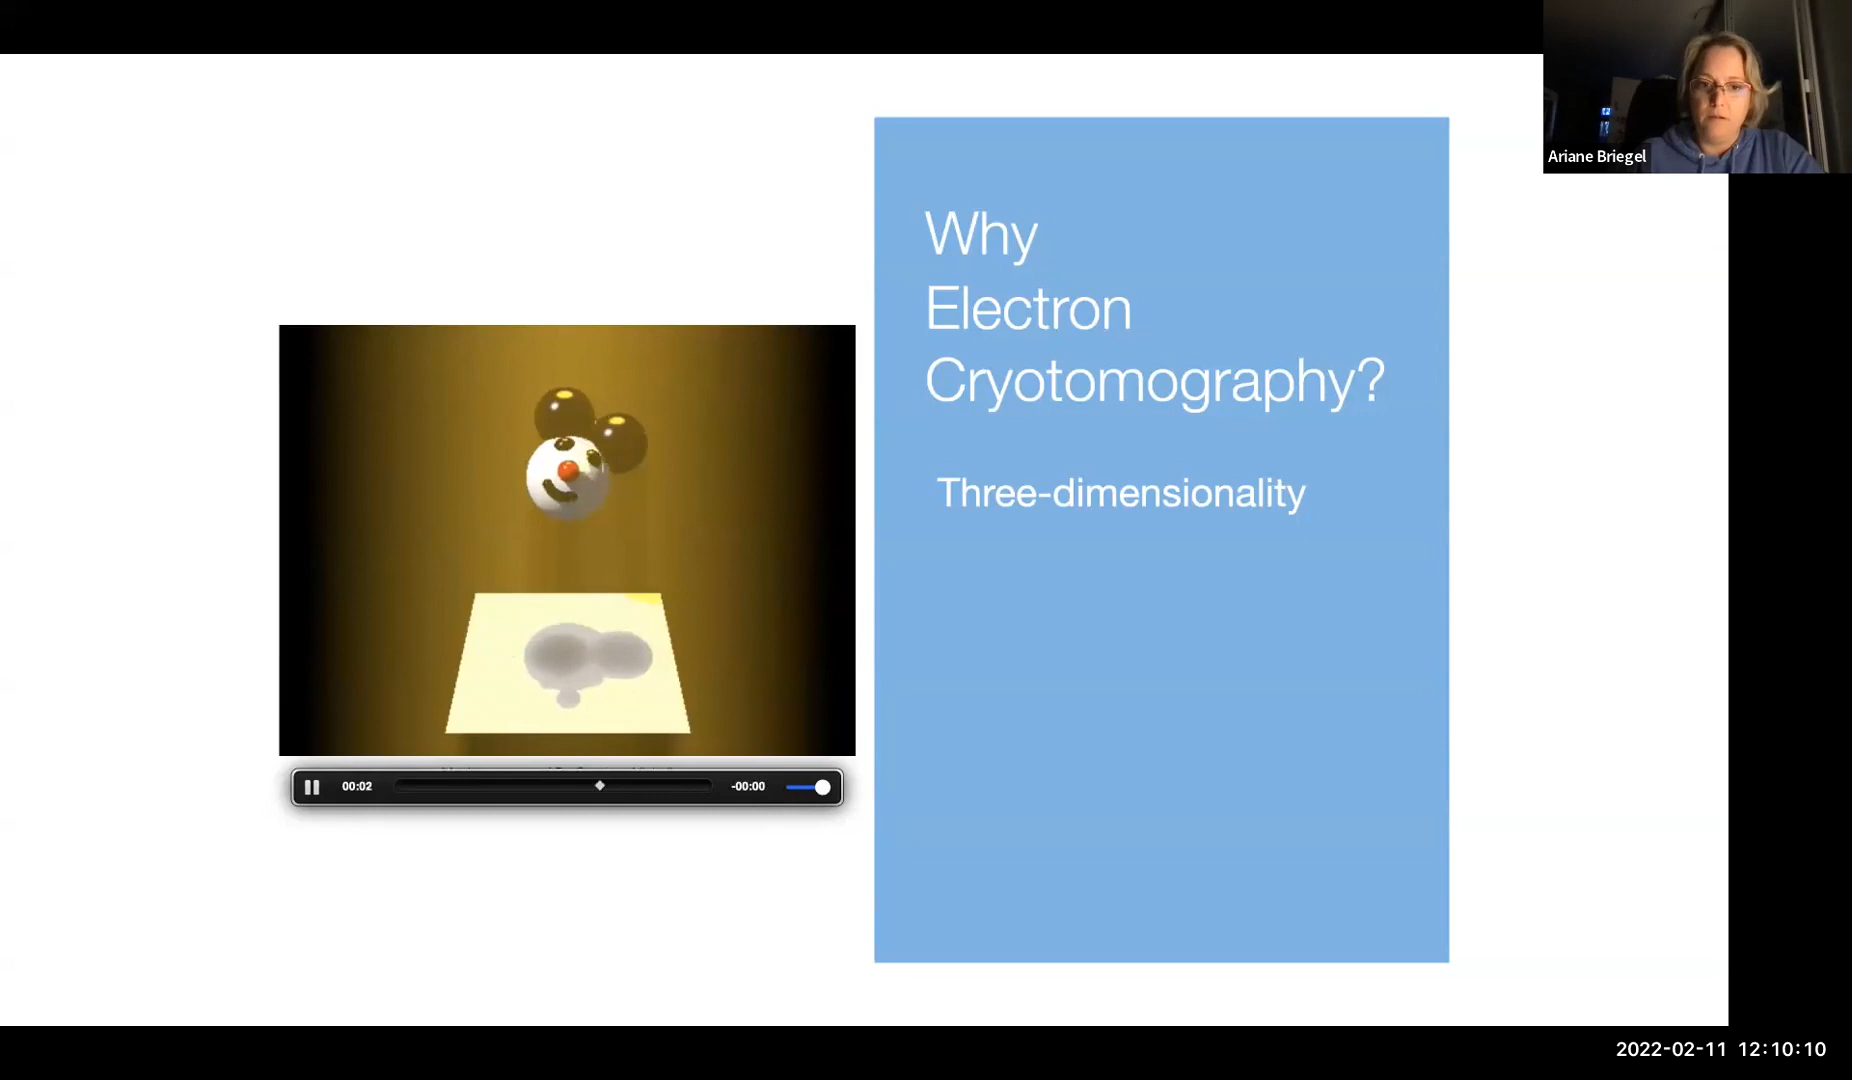 Ariane Briegel
Why
Electron
Cryotomography?
Three-dimensionality
00:02
-00:00
2022-02-11 12:10:10